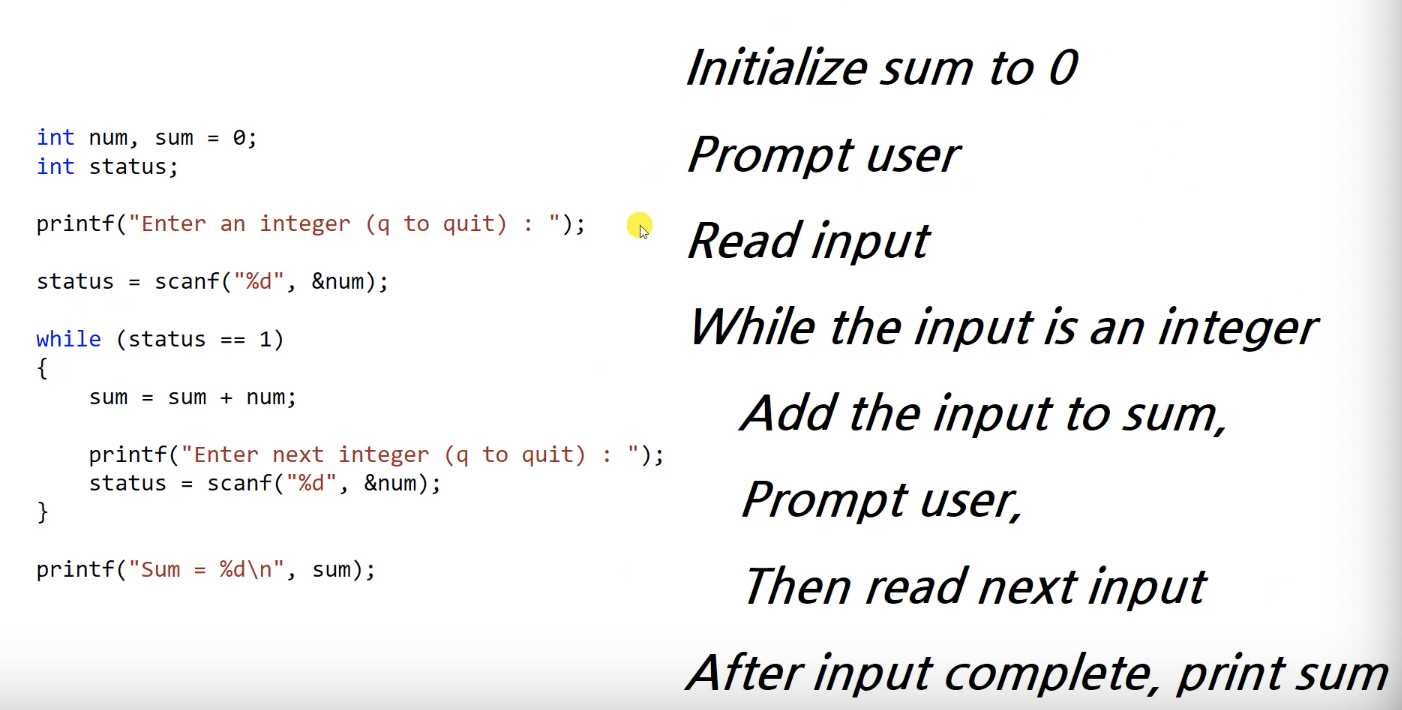 int num, sum = 0;
int status;
printf("Enter an integer (q to quit) : ");
status = scanf("%d", &num);
while (status == 1)
{
    sum = sum + num;
    printf("Enter next integer (q to quit) : ");
    status = scanf("%d", &num);
}
printf("Sum = %d\n", sum);
Initialize sum to 0
Prompt user
Read input
While the input is an integer
Add the input to sum,
Prompt user,
Then read next input
After input complete, print sum